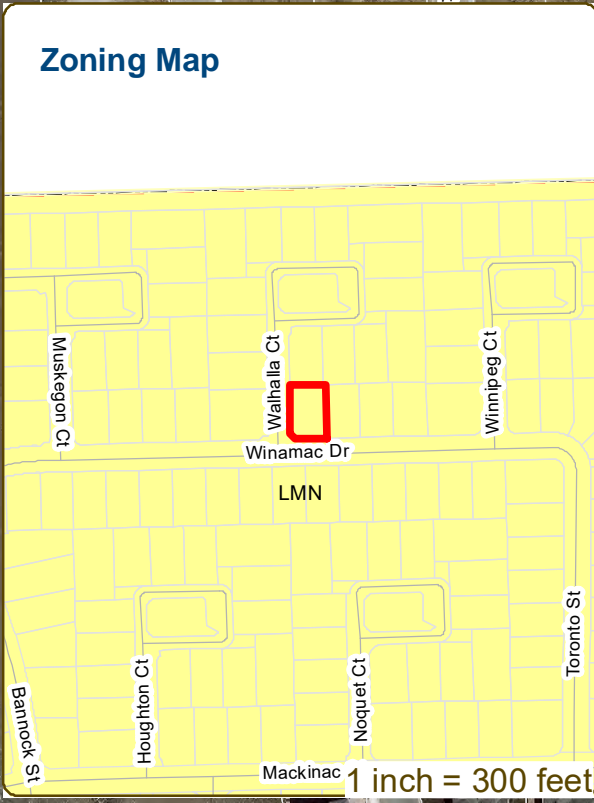 Zoning Map
Muskegon Ct
Walhalla Ct
Winnipeg Ct
Winamac Dr
LMN
Toronto St
Bannock St
Houghton Ct
Noquet Ct
Mackinac
1 inch = 300 feet